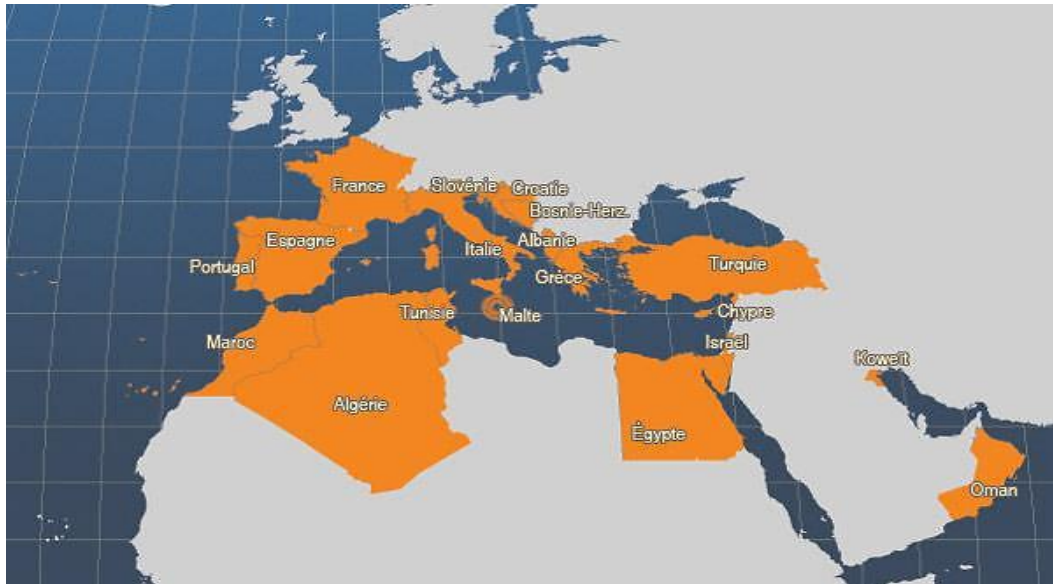 France
Slovénie
Croatie
Bosnie-Herz.
Espagne
Italie
Albanie
Portugal
Grèce
Turquie
Tunisie
Malte
Chypre
Maroc
Israël
Koweït
Algérie
Égypte
Oman